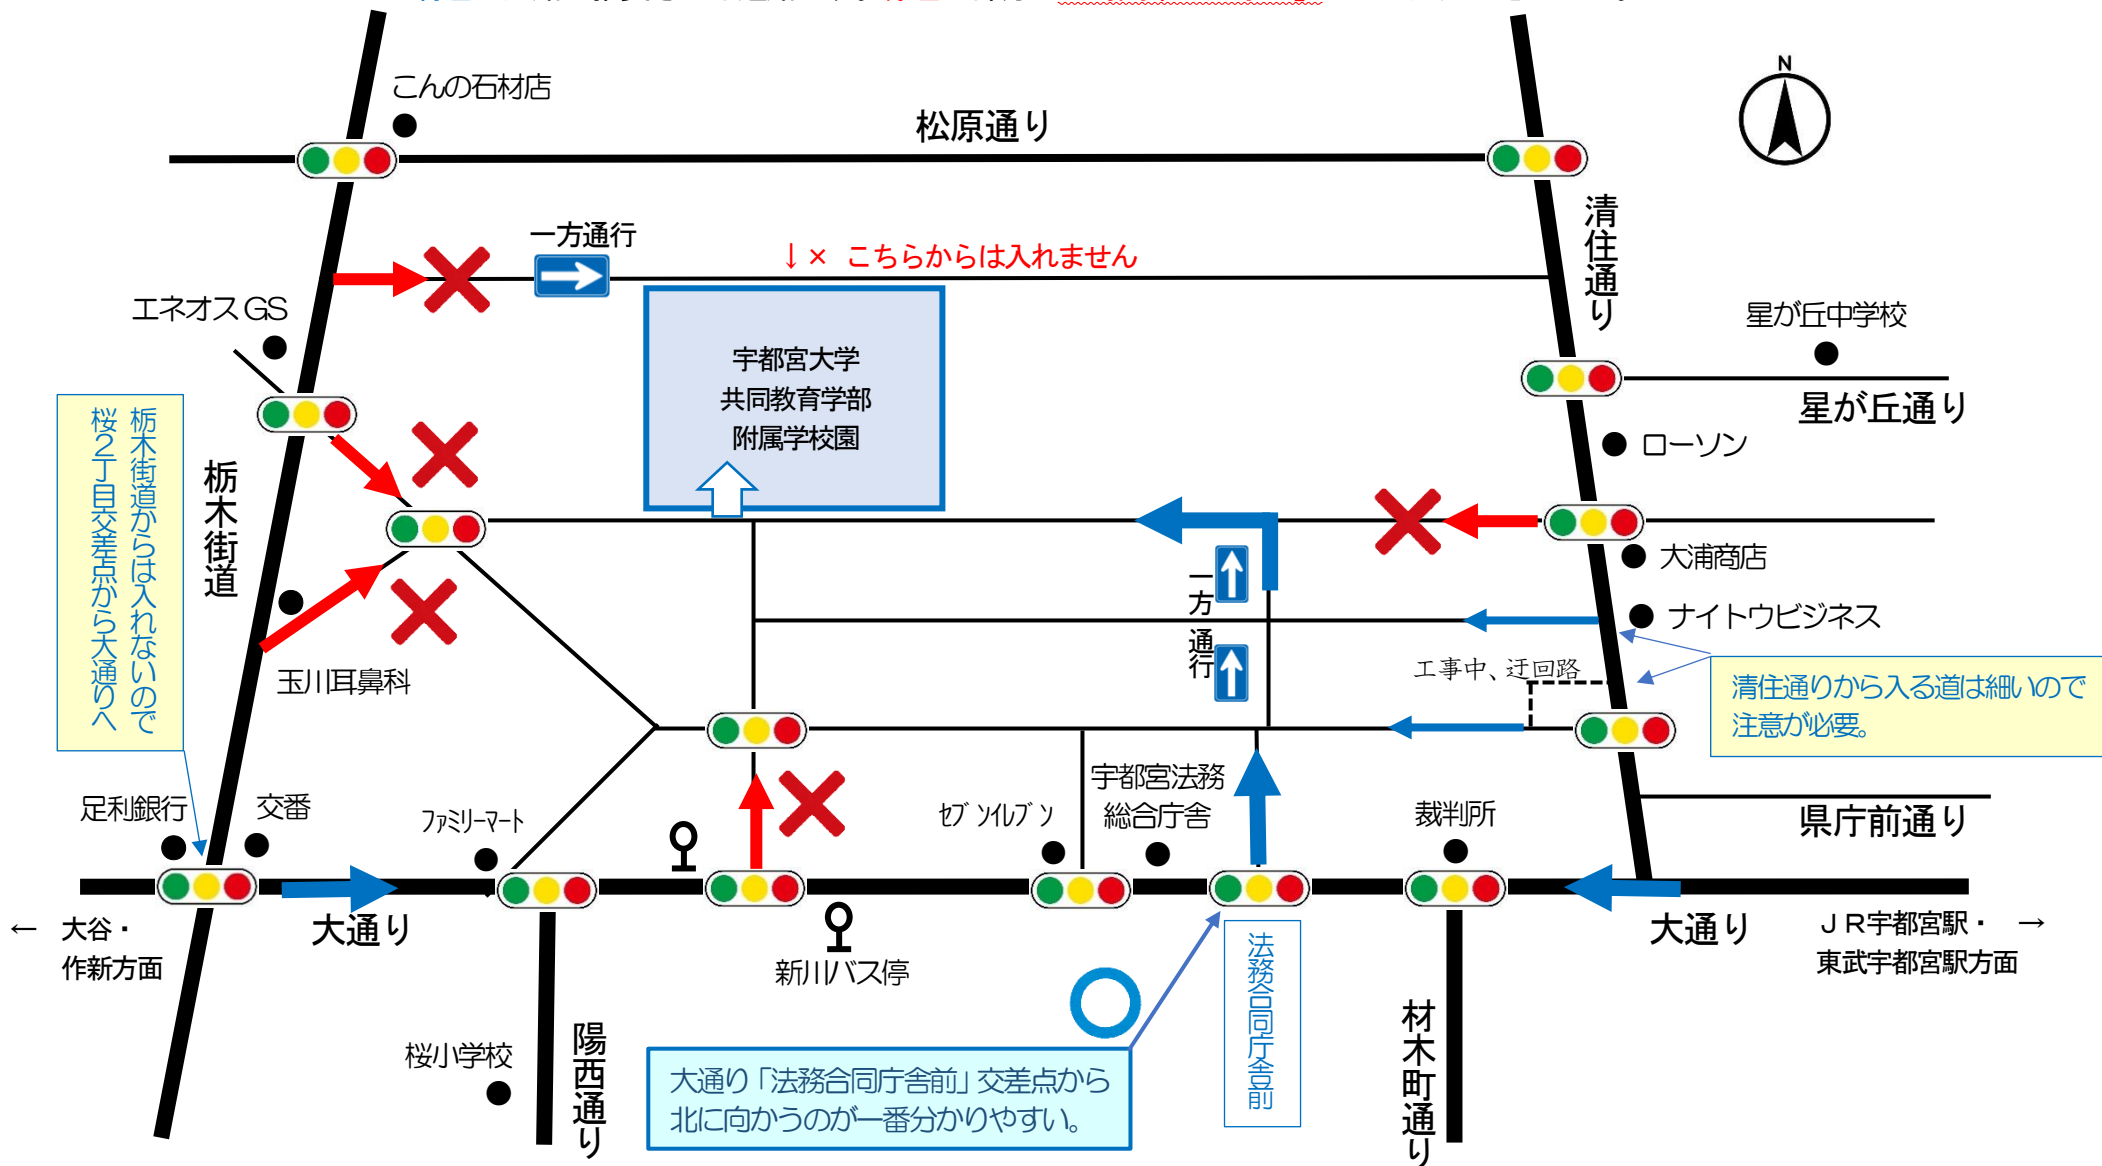 N
こんの石材店
松原通り
清住通り
一方通行
↓× こちらからは入れません
エネオスGS
星が丘中学校
宇都宮大学
共同教育学部
附属学校園
星が丘通り
ローソン
栃木街道からは入れないので
桜2丁目交差点から大通りへ
栃木街道
大浦商店
一方通行
ナイトウビジネス
玉川耳鼻科
工事中、迂回路
清住通りから入る道は細いので
注意が必要。
足利銀行
交番
ファミリーマート
セブンイレブン
宇都宮法務
総合庁舎
裁判所
県庁前通り
← 大谷・
作新方面
大通り
新川バス停
法務合同庁舎前
大通り
JR宇都宮駅・ →
東武宇都宮駅方面
桜小学校
陽西通り
大通り「法務合同庁舎前」交差点から
北に向かうのが一番分かりやすい。
材木町通り